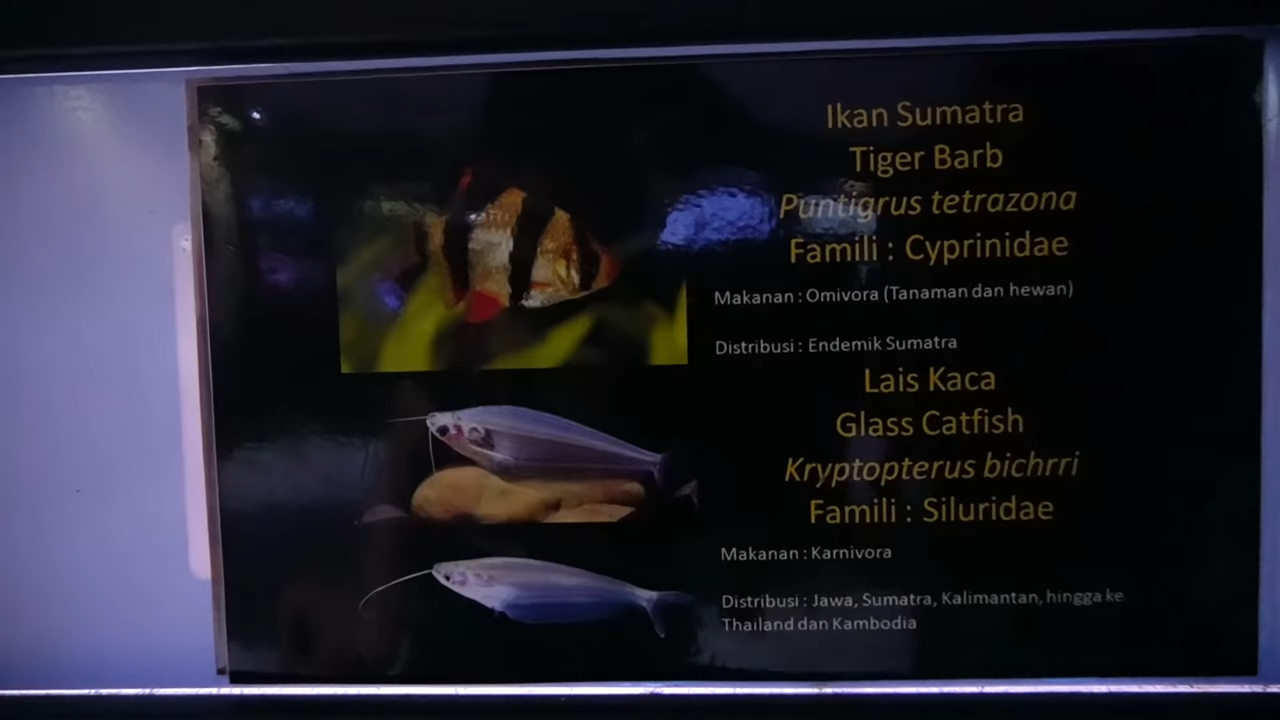 Ikan Sumatra
Tiger Barb
Puntigrus tetrazona
Famili : Cyprinidae
Makanan : Omivora (Tanaman dan hewan)
Distribusi : Endemik Sumatra
Lais Kaca
Glass Catfish
Kryptopterus bichrri
Famili : Siluridae
Makanan : Karnivora
Distribusi : Jawa, Sumatra, Kalimantan, hingga ke
Thailand dan Kambodia